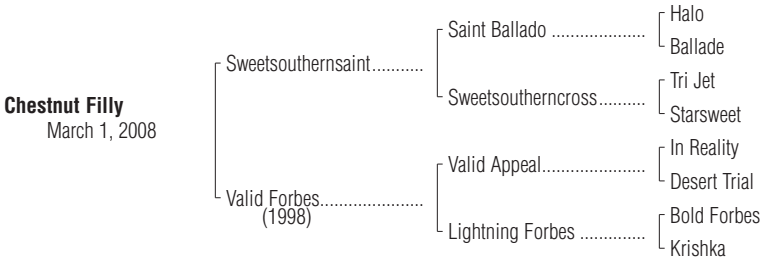 Halo
Saint Ballado ....................
Ballade
Sweetsouthernsaint...........
Tri Jet
Sweetsoutherncross..........
Starsweet
Chestnut Filly
March 1, 2008
In Reality
Valid Appeal......................
Desert Trial
Valid Forbes......................
(1998)
Bold Forbes
Lightning Forbes ..............
Krishka